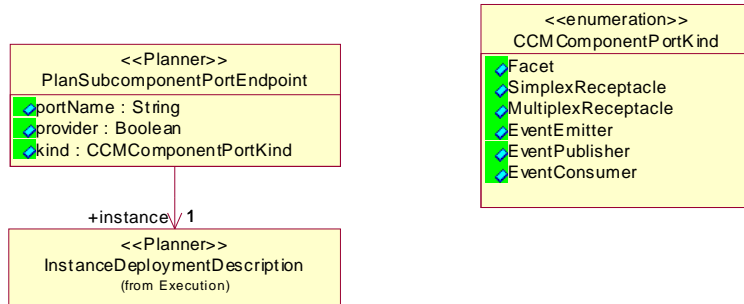 <<Planner>>
PlanSubcomponentPortEndpoint
portName : String
provider : Boolean
kind : CCMComponentPortKind
+instance 1
<<Planner>>
InstanceDeploymentDescription
(from Execution)
<<enumeration>>
CCMComponentPortKind
Facet
SimplexReceptacle
MultiplexReceptacle
EventEmitter
EventPublisher
EventConsumer